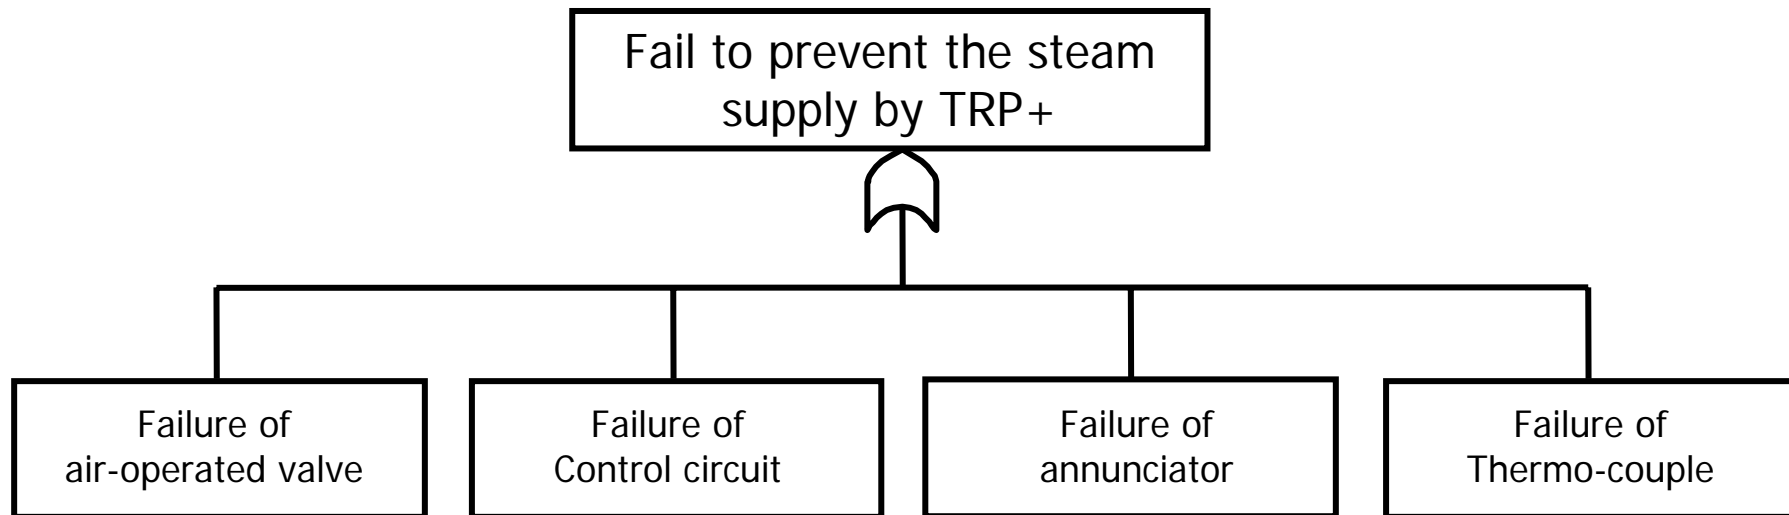 Fail to prevent the steam
supply by TRP+
Failure of
air-operated valve
Failure of
Control circuit
Failure of
annunciator
Failure of
Thermo-couple